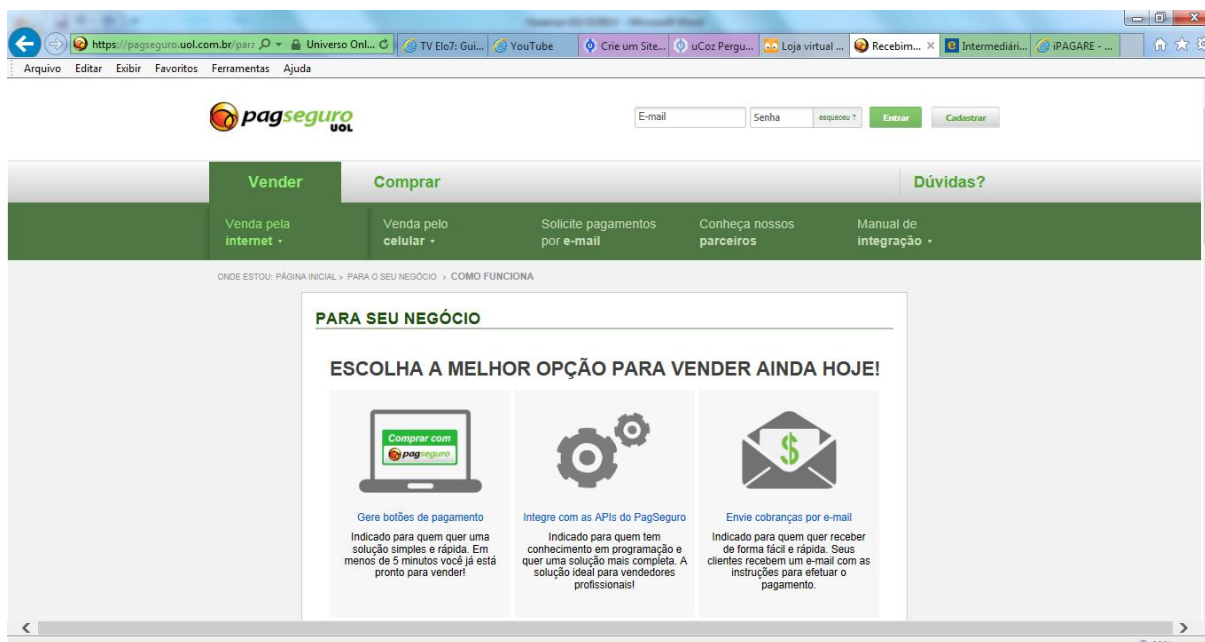 https://pagseguro.uol.com.br/para
Universo Onl...
TV Elo7: Gui...
YouTube
Crie um Site...
uCoz Pergu...
Loja virtual ...
Recebim...
Intermediári...
iPAGARE - ...
Arquivo Editar Exibir Favoritos Ferramentas Ajuda
pagseguro
UOL
E-mail Senha esqueceu ? Entrar Cadastrar
Vender Comprar Dúvidas?
Venda pela
internet
Venda pelo
celular
Solicite pagamentos
por e-mail
Conheça nossos
parceiros
Manual de
integração
ONDE ESTOU: PÁGINA INICIAL > PARA O SEU NEGÓCIO > COMO FUNCIONA
PARA SEU NEGÓCIO
ESCOLHA A MELHOR OPÇÃO PARA VENDER AINDA HOJE!
Comprar com
pagseguro
$
Gere botões de pagamento
Indicado para quem quer uma
solução simples e rápida. Em
menos de 5 minutos você já está
pronto para vender!
Integre com as APIs do PagSeguro
Indicado para quem tem
conhecimento em programação e
quer uma solução mais completa. A
solução ideal para vendedores
profissionais!
Envie cobranças por e-mail
Indicado para quem quer receber
de forma fácil e rápida. Seus
clientes recebem um e-mail com as
instruções para efetuar o
pagamento.